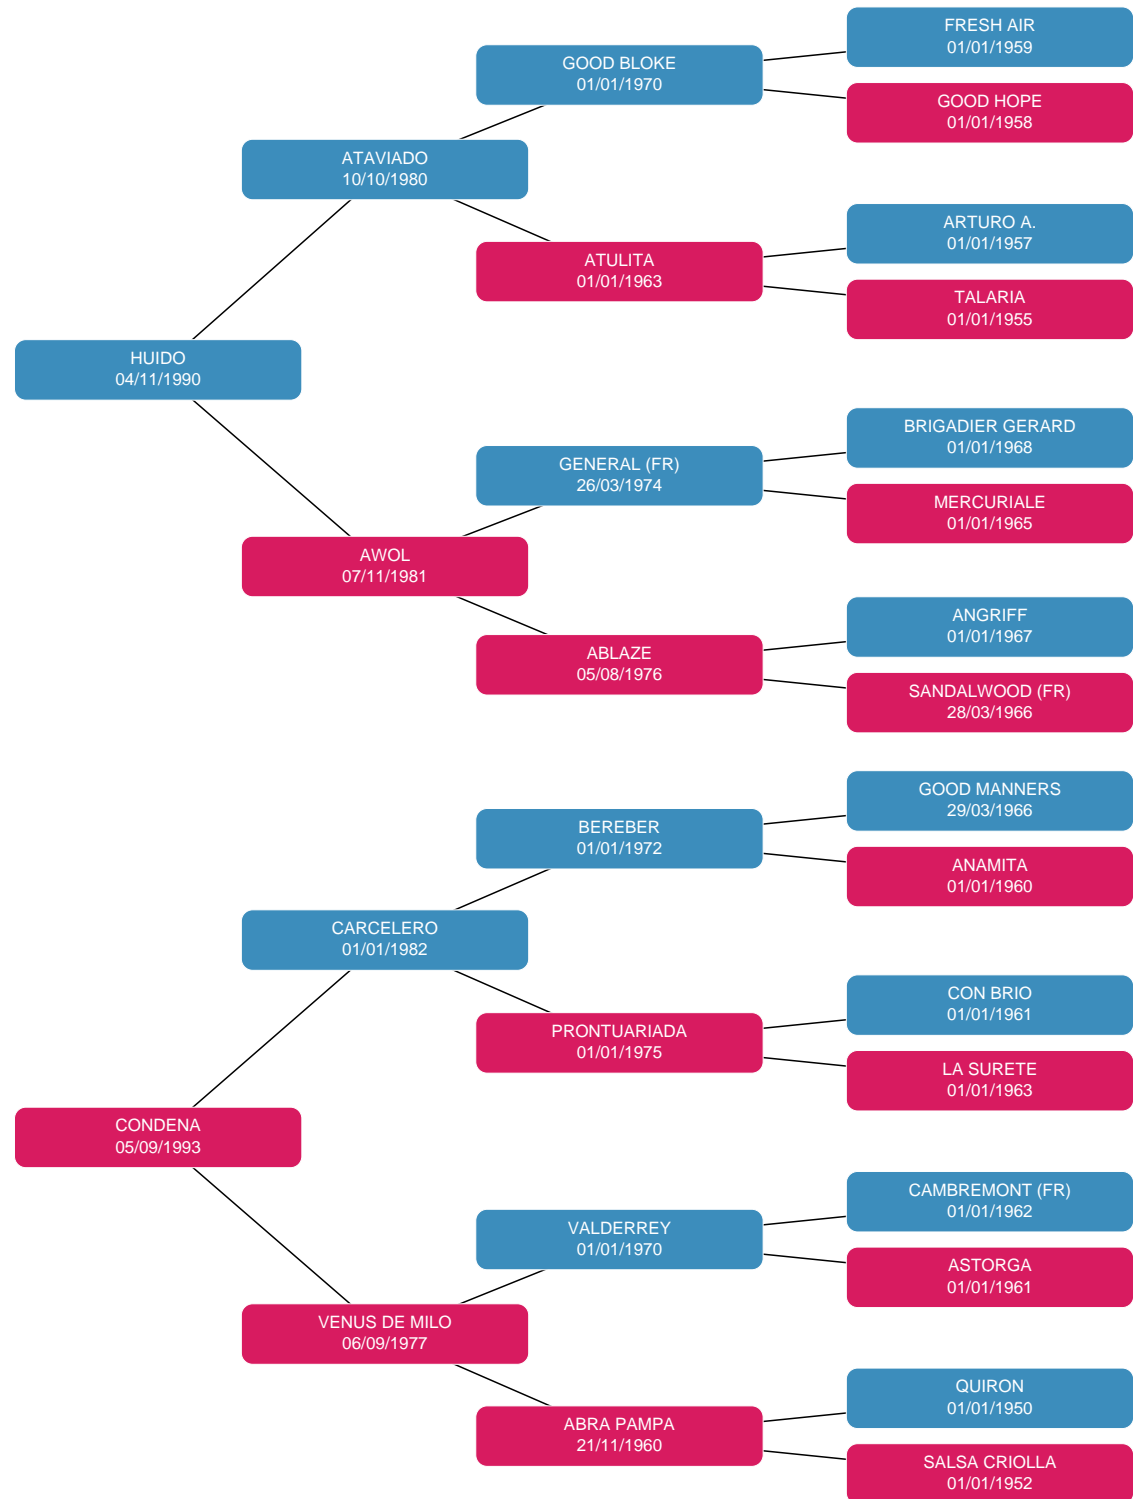 FRESH AIR
01/01/1959
GOOD BLOKE
01/01/1970
GOOD HOPE
01/01/1958
ATAVIADO
10/10/1980
ARTURO A.
01/01/1957
ATULITA
01/01/1963
TALARIA
01/01/1955
HUIDO
04/11/1990
BRIGADIER GERARD
01/01/1968
GENERAL (FR)
26/03/1974
MERCURIALE
01/01/1965
AWOL
07/11/1981
ANGRIFF
01/01/1967
ABLAZE
05/08/1976
SANDALWOOD (FR)
28/03/1966
GOOD MANNERS
29/03/1966
BEREBER
01/01/1972
ANAMITA
01/01/1960
CARCELERO
01/01/1982
CON BRIO
01/01/1961
PRONTUARIADA
01/01/1975
LA SURETE
01/01/1963
CONDENA
05/09/1993
CAMBREMONT (FR)
01/01/1962
VALDERREY
01/01/1970
ASTORGA
01/01/1961
VENUS DE MILO
06/09/1977
QUIRON
01/01/1950
ABRA PAMPA
21/11/1960
SALSA CRIOLLA
01/01/1952